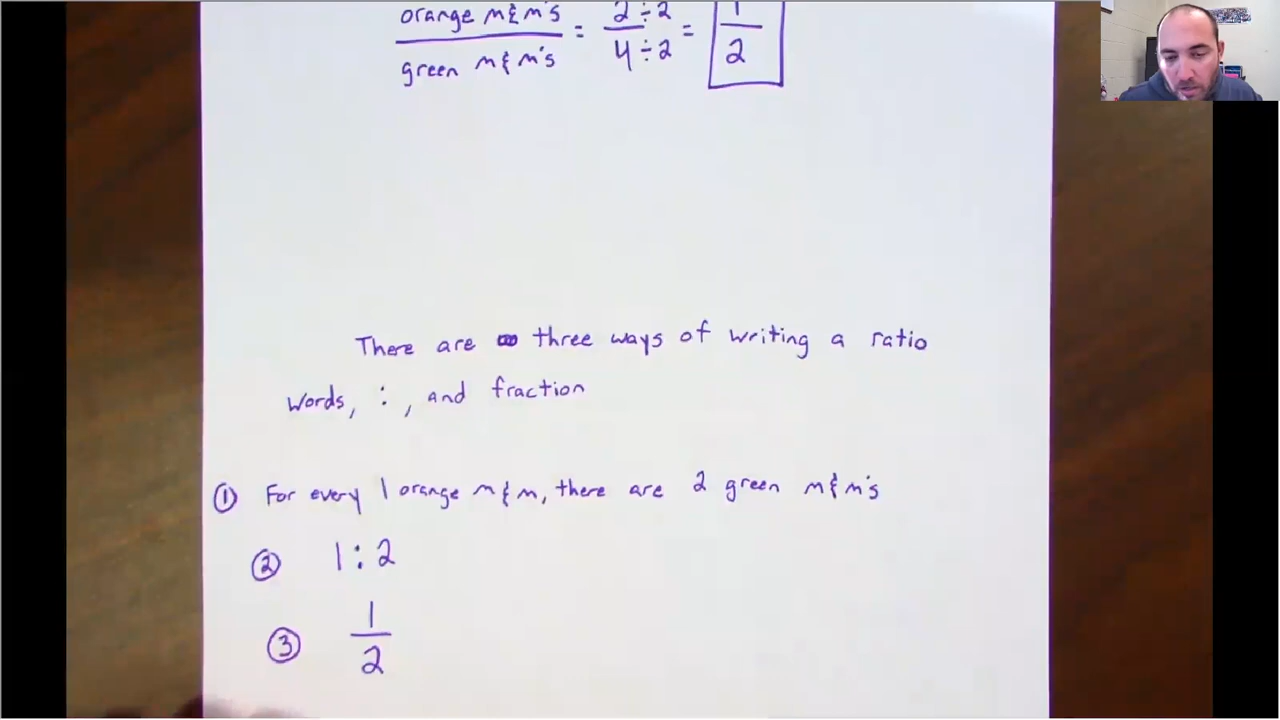 orange m&m's = 2 ÷ 2 = 1
green m&m's 4 ÷ 2 2
There are three ways of writing a ratio
words, :, and fraction
① For every 1 orange m&m, there are 2 green m&m's
② 1 : 2
③ 1
2